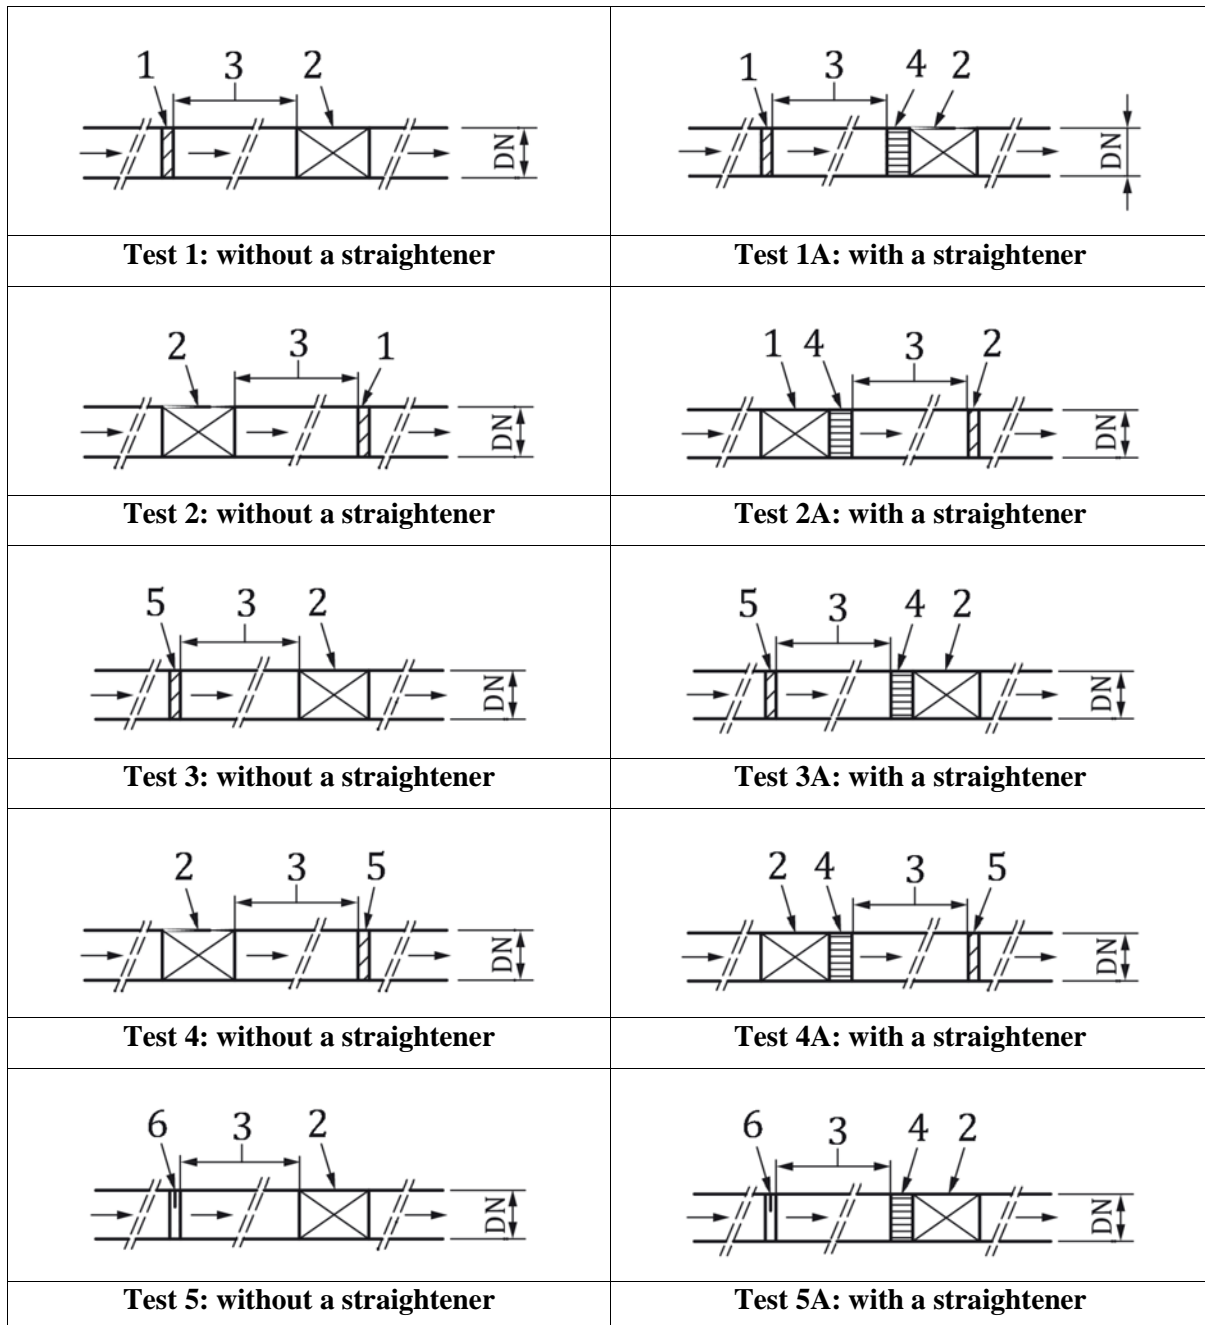 1 3 2 DN
1 3 4 2 DN
Test 1: without a straightener
Test 1A: with a straightener
2 3 1 DN
1 4 3 2 DN
Test 2: without a straightener
Test 2A: with a straightener
5 3 2 DN
5 3 4 2 DN
Test 3: without a straightener
Test 3A: with a straightener
2 3 5 DN
2 4 3 5 DN
Test 4: without a straightener
Test 4A: with a straightener
6 3 2 DN
6 3 4 2 DN
Test 5: without a straightener
Test 5A: with a straightener